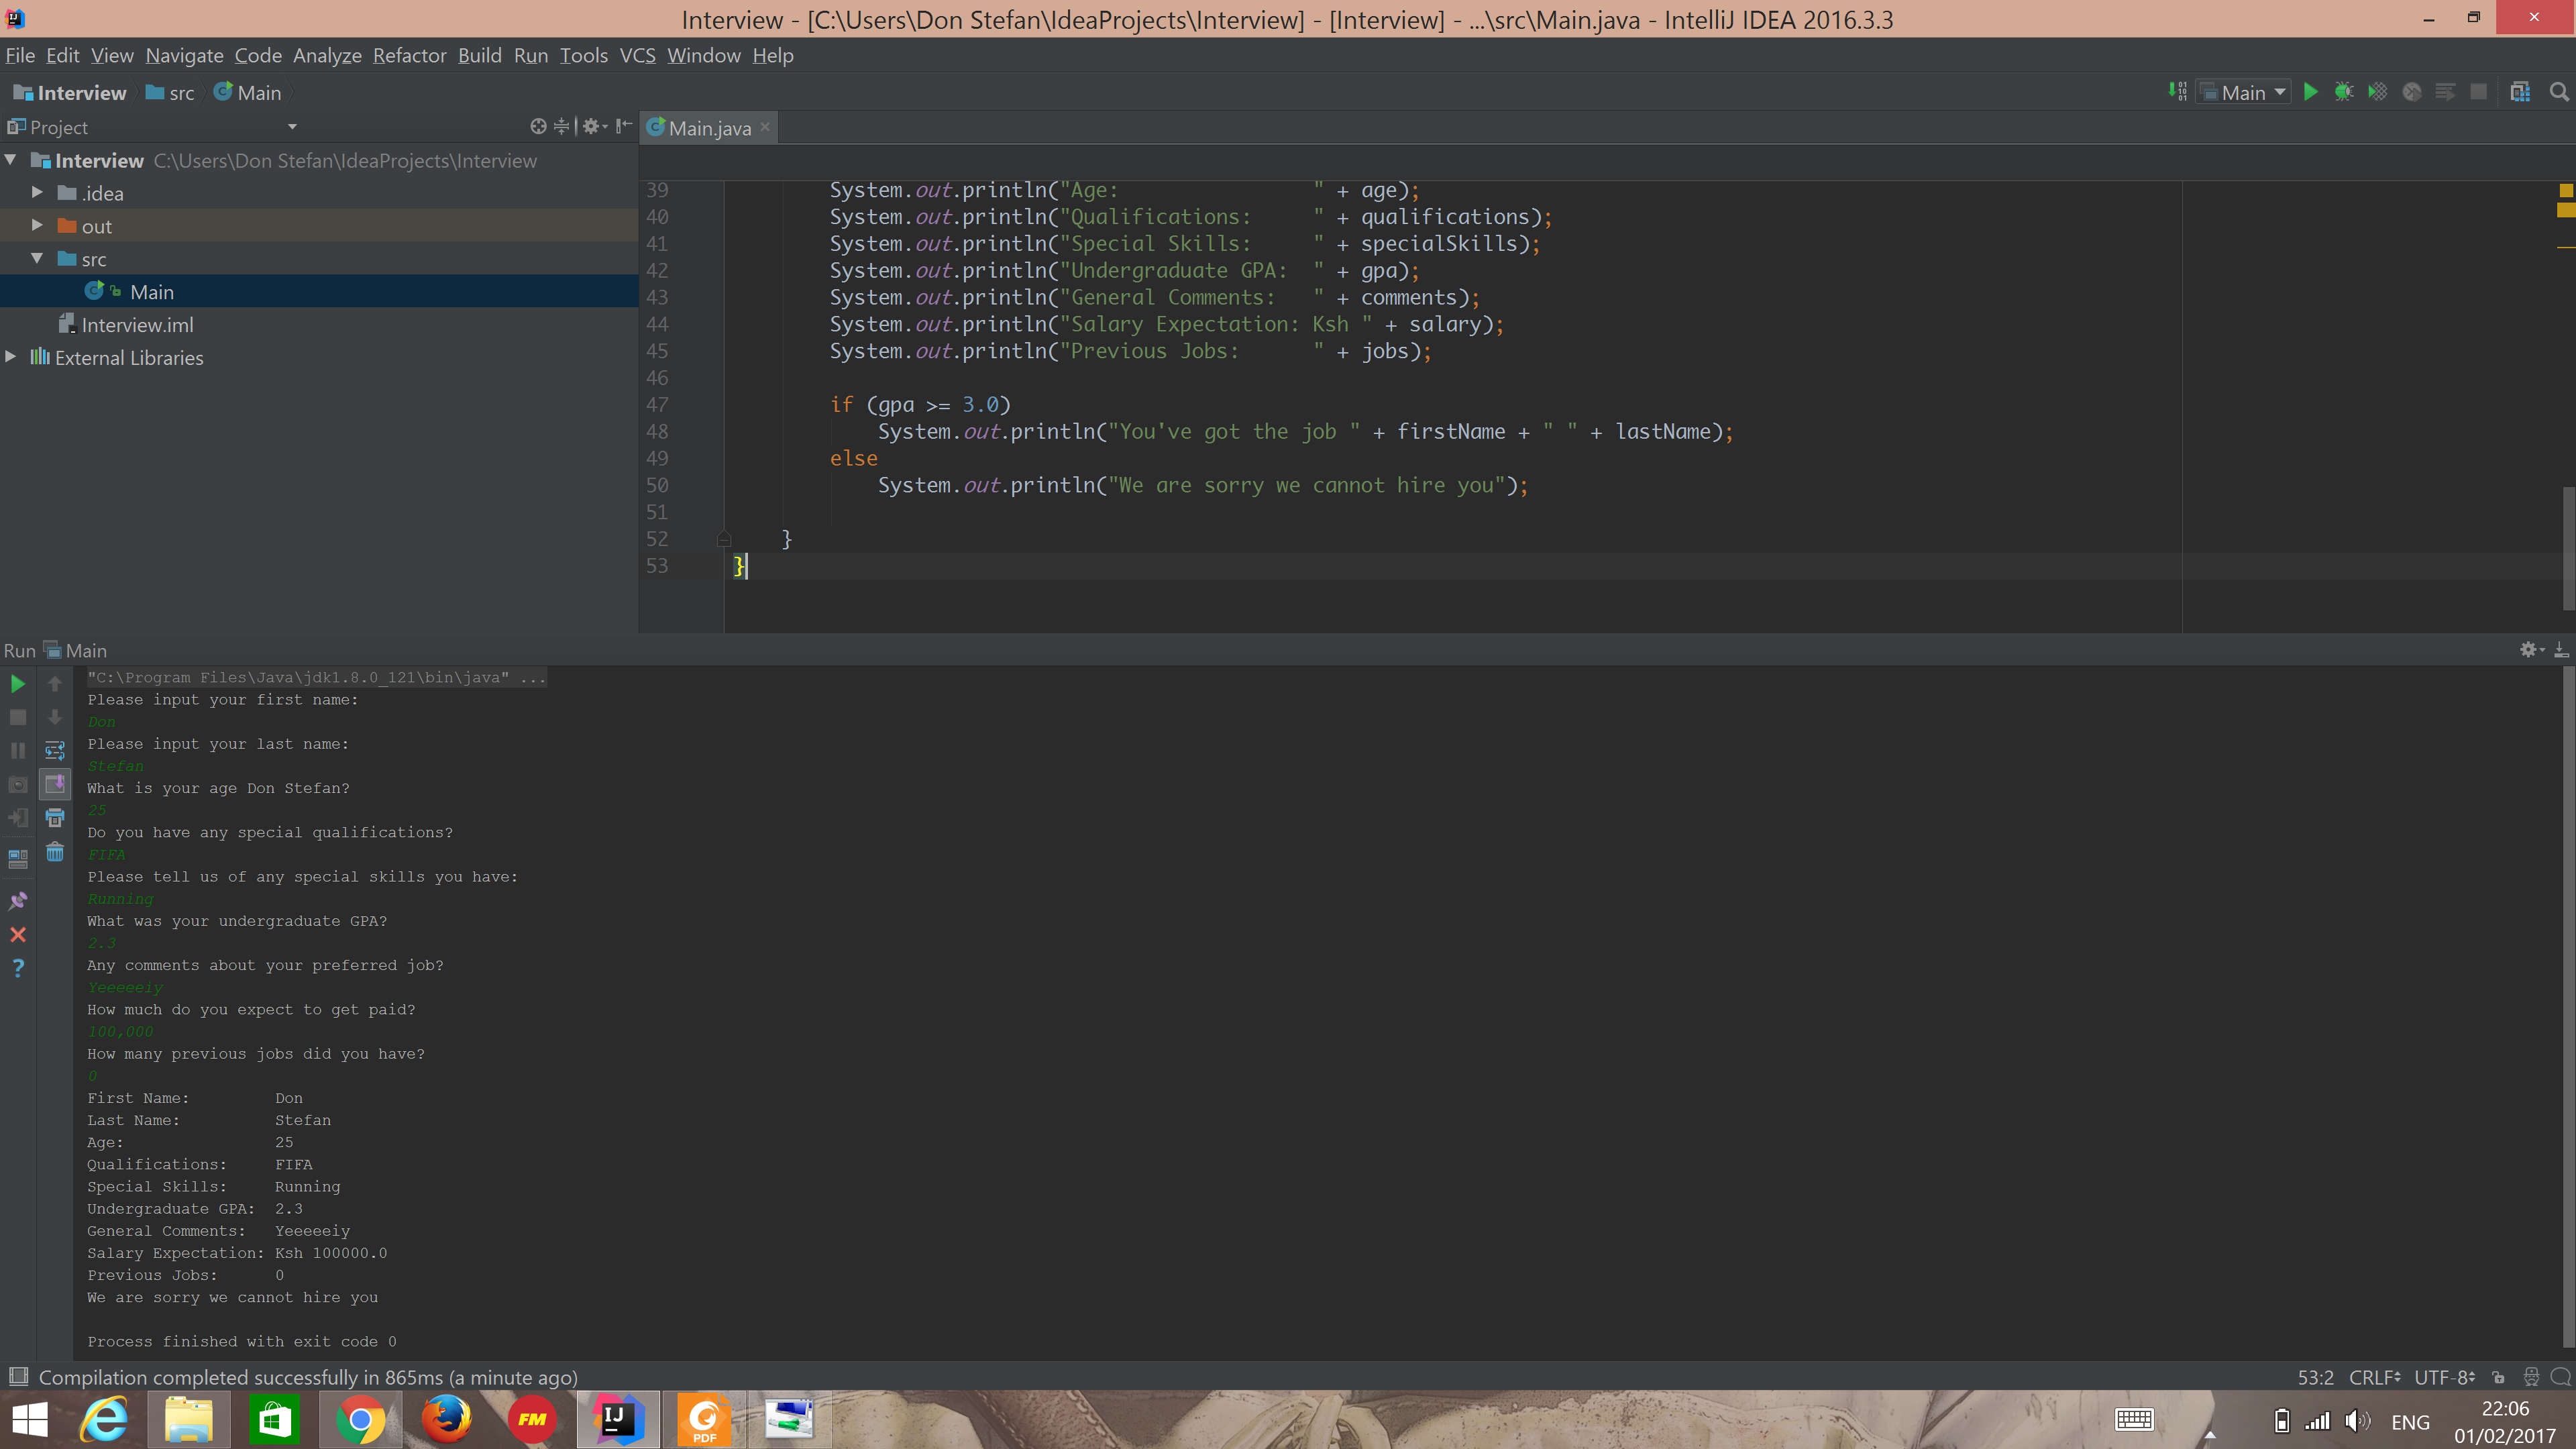 Interview - [C:\Users\Don Stefan\IdeaProjects\Interview] - [Interview] - ...\src\Main.java - IntelliJ IDEA 2016.3.3
File Edit View Navigate Code Analyze Refactor Build Run Tools VCS Window Help
Interview src Main
Main
Project
Main.java
Interview C:\Users\Don Stefan\IdeaProjects\Interview
.idea
out
src
Main
Interview.iml
External Libraries
39 System.out.println("Age:                " + age);
40 System.out.println("Qualifications:     " + qualifications);
41 System.out.println("Special Skills:     " + specialSkills);
42 System.out.println("Undergraduate GPA:  " + gpa);
43 System.out.println("General Comments:   " + comments);
44 System.out.println("Salary Expectation: Ksh " + salary);
45 System.out.println("Previous Jobs:      " + jobs);
46
47 if (gpa >= 3.0)
48 System.out.println("You've got the job " + firstName + " " + lastName);
49 else
50 System.out.println("We are sorry we cannot hire you");
51
52 }
53 }
Run Main
"C:\Program Files\Java\jdk1.8.0_121\bin\java" ...
Please input your first name:
Don
Please input your last name:
Stefan
What is your age Don Stefan?
25
Do you have any special qualifications?
FIFA
Please tell us of any special skills you have:
Running
What was your undergraduate GPA?
2.3
Any comments about your preferred job?
Yeeeeeiy
How much do you expect to get paid?
100,000
How many previous jobs did you have?
0
First Name:         Don
Last Name:          Stefan
Age:                25
Qualifications:     FIFA
Special Skills:     Running
Undergraduate GPA:  2.3
General Comments:   Yeeeeeiy
Salary Expectation: Ksh 100000.0
Previous Jobs:      0
We are sorry we cannot hire you
Process finished with exit code 0
Compilation completed successfully in 865ms (a minute ago)
53:2 CRLF UTF-8
FM
IJ
PDF
ENG
22:06
01/02/2017